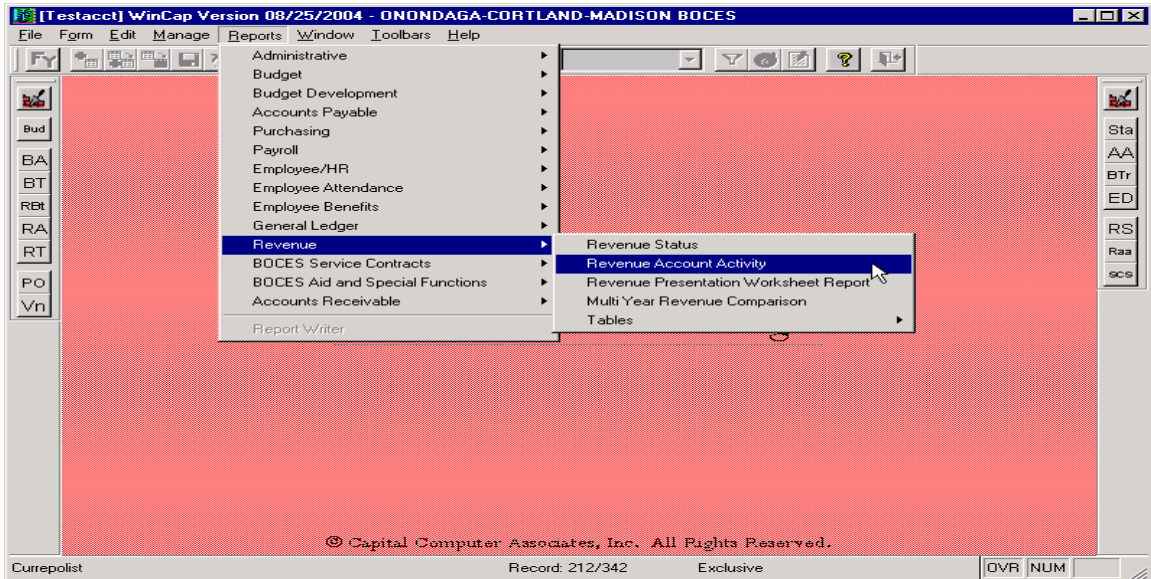 [Testacct] WinCap Version 08/25/2004 - ONONDAGA-CORTLAND-MADISON BOCES
File Form Edit Manage Reports Window Toolbars Help
Fy
Administrative
Budget
Budget Development
Accounts Payable
Purchasing
Payroll
Employee/HR
Employee Attendance
Employee Benefits
General Ledger
Revenue
BOCES Service Contracts
BOCES Aid and Special Functions
Accounts Receivable
Report Writer
Revenue Status
Revenue Account Activity
Revenue Presentation Worksheet Report
Multi Year Revenue Comparison
Tables
Bud
BA
BT
RBt
RA
RT
PO
Vn
Sta
AA
BTr
ED
RS
Raa
scs
© Capital Computer Associates, Inc. All Rights Reserved.
Currepolist Record: 212/342 Exclusive OVR NUM